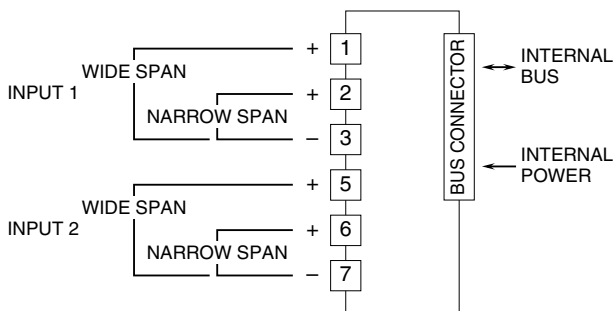 INPUT 1
WIDE SPAN
NARROW SPAN
+ 1
+ 2
– 3
INPUT 2
WIDE SPAN
NARROW SPAN
+ 5
+ 6
– 7
BUS CONNECTOR
INTERNAL
BUS
INTERNAL
POWER